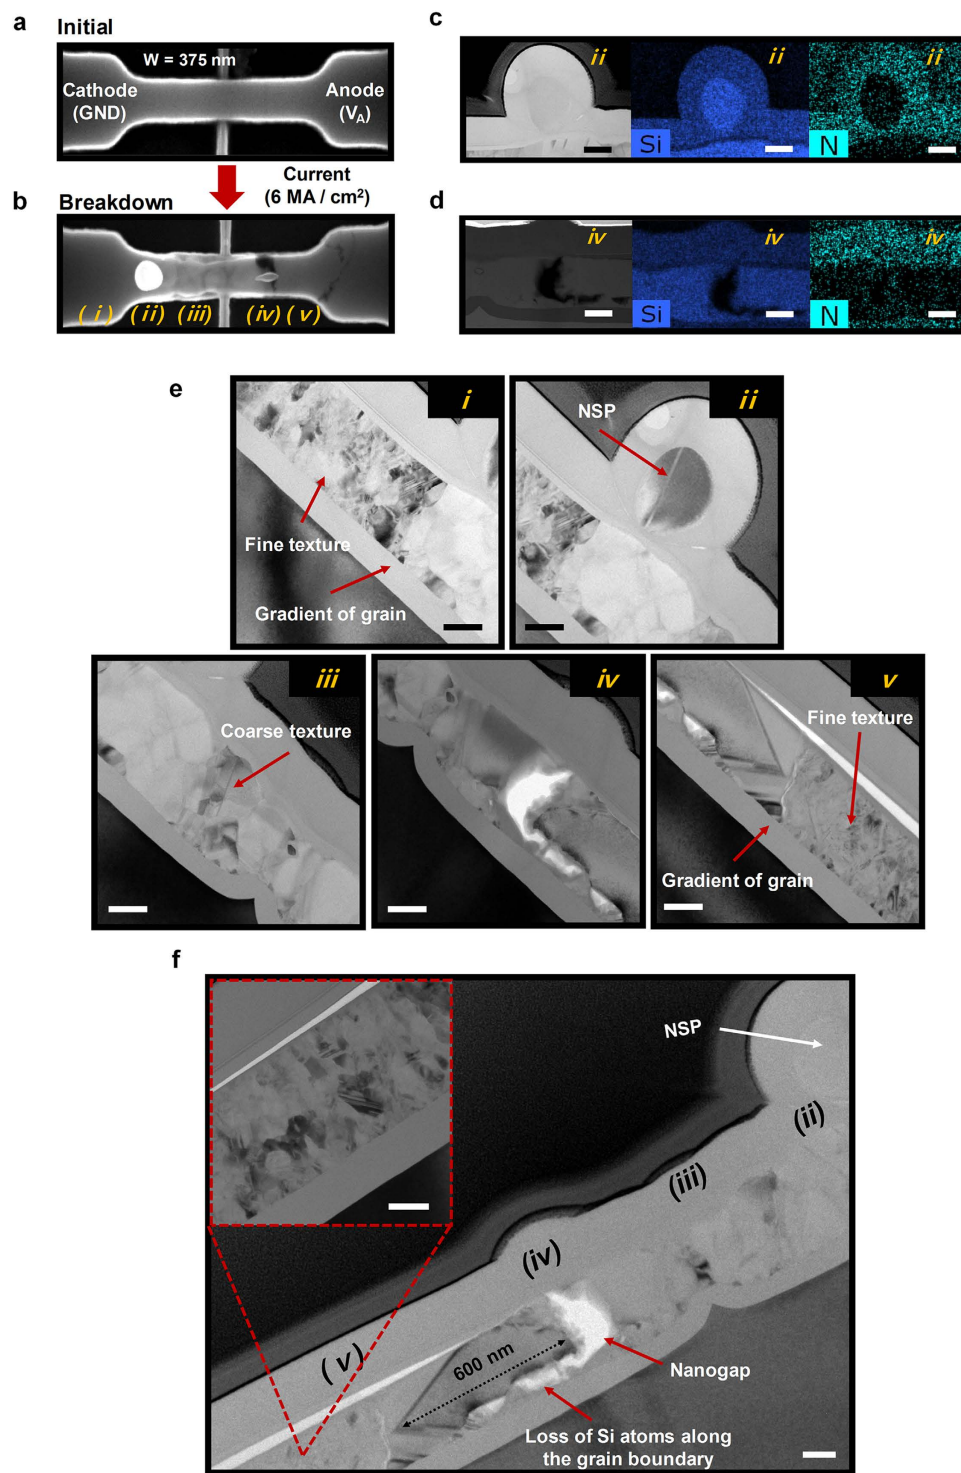 a
Initial
W = 375 nm
Cathode
(GND)
Anode
(VA)
Current
(6 MA / cm²)
b
Breakdown
(i)
(ii)
(iii)
(iv)
(v)
c
ii
ii
Si
ii
N
d
iv
iv
Si
iv
N
e
i
Fine texture
Gradient of grain
ii
NSP
iii
Coarse texture
iv
v
Fine texture
Gradient of grain
f
NSP
(ii)
(iii)
(iv)
(v)
600 nm
Nanogap
Loss of Si atoms along
the grain boundary